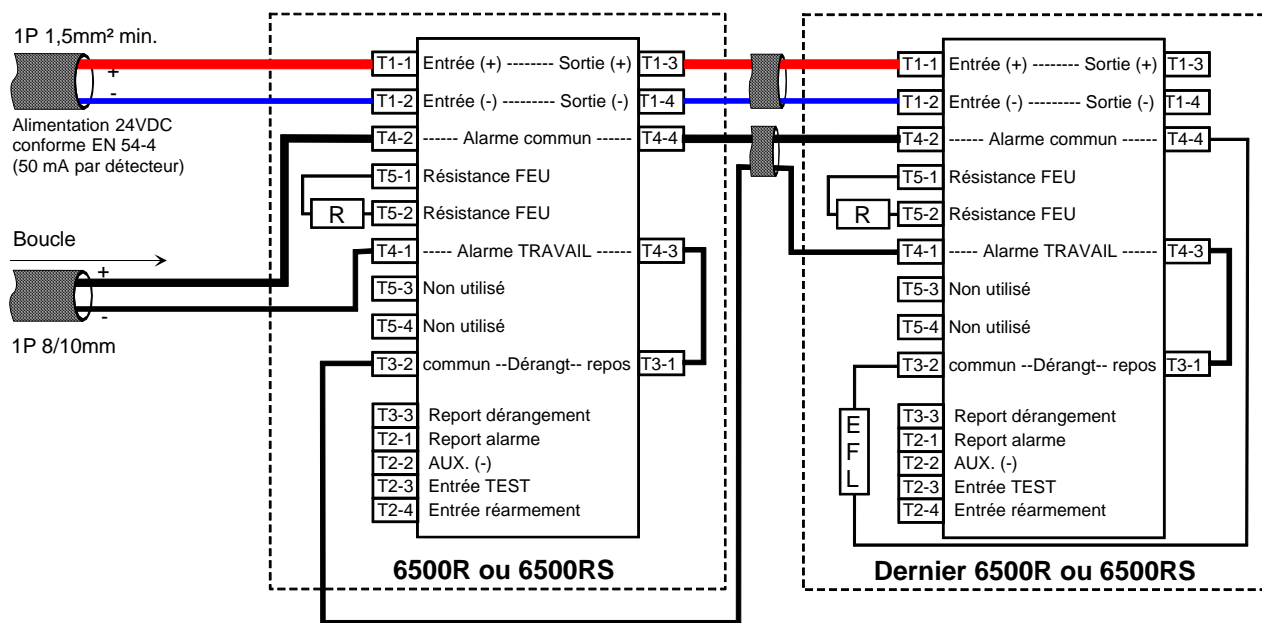 1P 1,5mm² min.
+
-
Alimentation 24VDC
conforme EN 54-4
(50 mA par détecteur)
Boucle
+
-
1P 8/10mm
T1-1 Entrée (+) -------- Sortie (+) T1-3
T1-2 Entrée (-) --------- Sortie (-) T1-4
T4-2 ------ Alarme commun ------ T4-4
T5-1 Résistance FEU
R T5-2 Résistance FEU
T4-1 ----- Alarme TRAVAIL ------ T4-3
T5-3 Non utilisé
T5-4 Non utilisé
T3-2 commun --Dérangt-- repos T3-1
T3-3 Report dérangement
T2-1 Report alarme
T2-2 AUX. (-)
T2-3 Entrée TEST
T2-4 Entrée réarmement
6500R ou 6500RS
T1-1 Entrée (+) -------- Sortie (+) T1-3
T1-2 Entrée (-) --------- Sortie (-) T1-4
T4-2 ------ Alarme commun ------ T4-4
T5-1 Résistance FEU
R T5-2 Résistance FEU
T4-1 ----- Alarme TRAVAIL ------ T4-3
T5-3 Non utilisé
T5-4 Non utilisé
T3-2 commun --Dérangt-- repos T3-1
E
F
L
T3-3 Report dérangement
T2-1 Report alarme
T2-2 AUX. (-)
T2-3 Entrée TEST
T2-4 Entrée réarmement
Dernier 6500R ou 6500RS